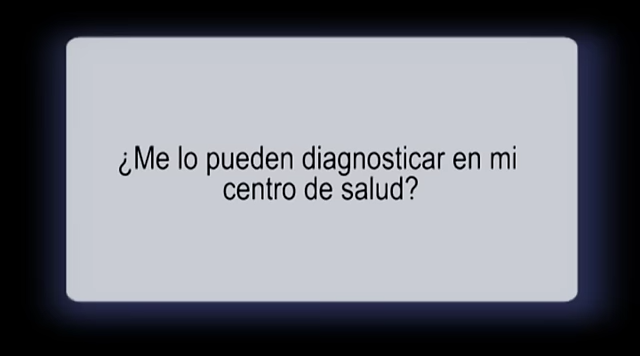 ¿Me lo pueden diagnosticar en mi
centro de salud?